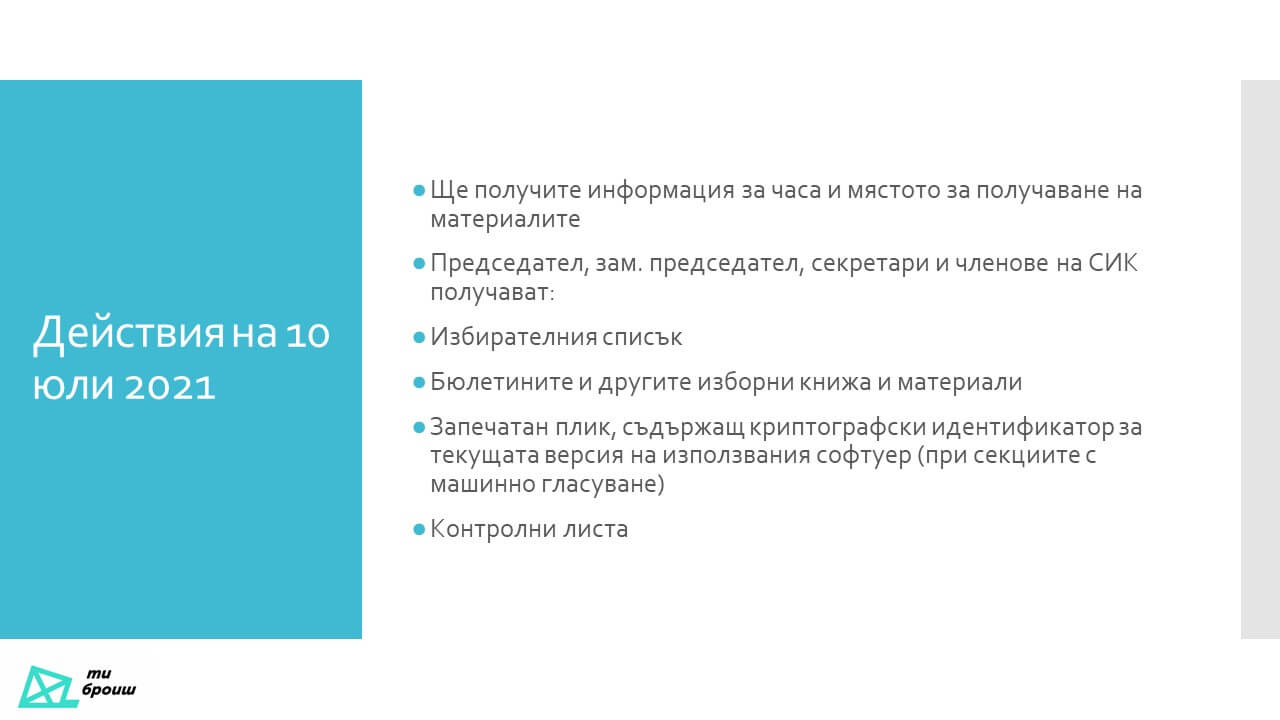 Действия на 10
юли 2021
Ще получите информация за часа и мястото за получаване на
материалите
Председател, зам. председател, секретари и членове на СИК
получават:
Избирателния списък
Бюлетините и другите изборни книжа и материали
Запечатан плик, съдържащ криптографски идентификатор за
текущата версия на използвания софтуер (при секциите с
машинно гласуване)
Контролни листа
ти
броиш